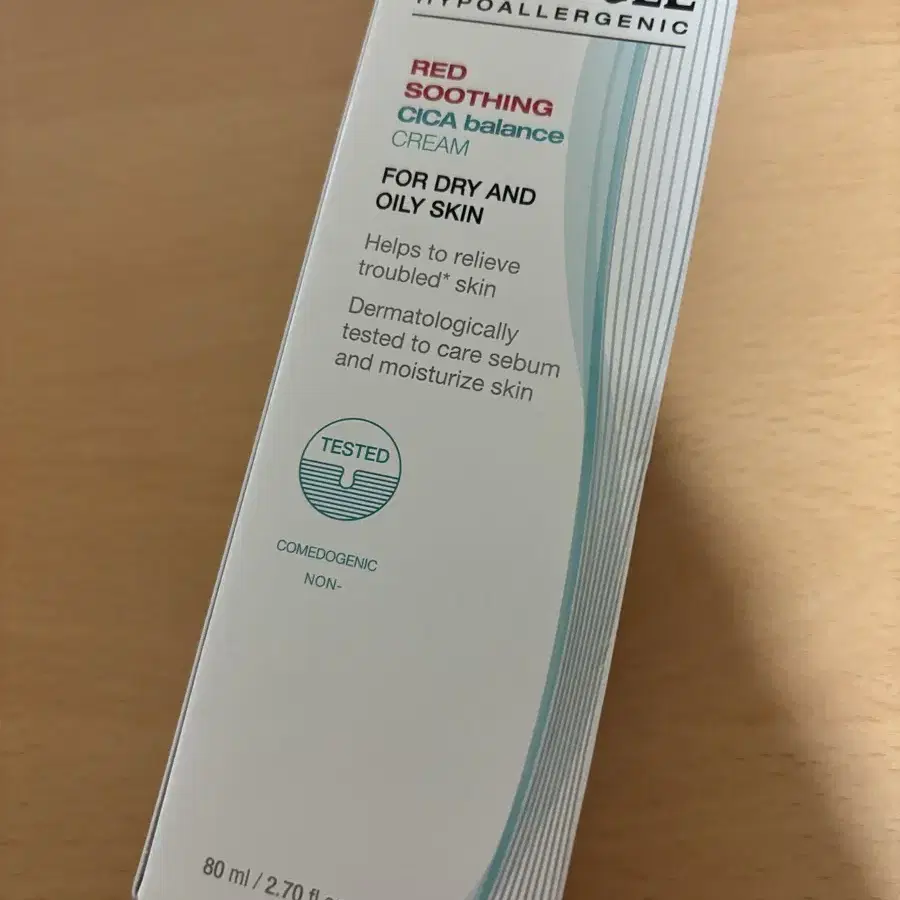 HYPOALLERGENIC
RED
SOOTHING
CICA balance
CREAM
FOR DRY AND
OILY SKIN
Helps to relieve
troubled* skin
Dermatologically
tested to care sebum
and moisturize skin
TESTED
COMEDOGENIC
NON-
80 ml / 2.70 fl